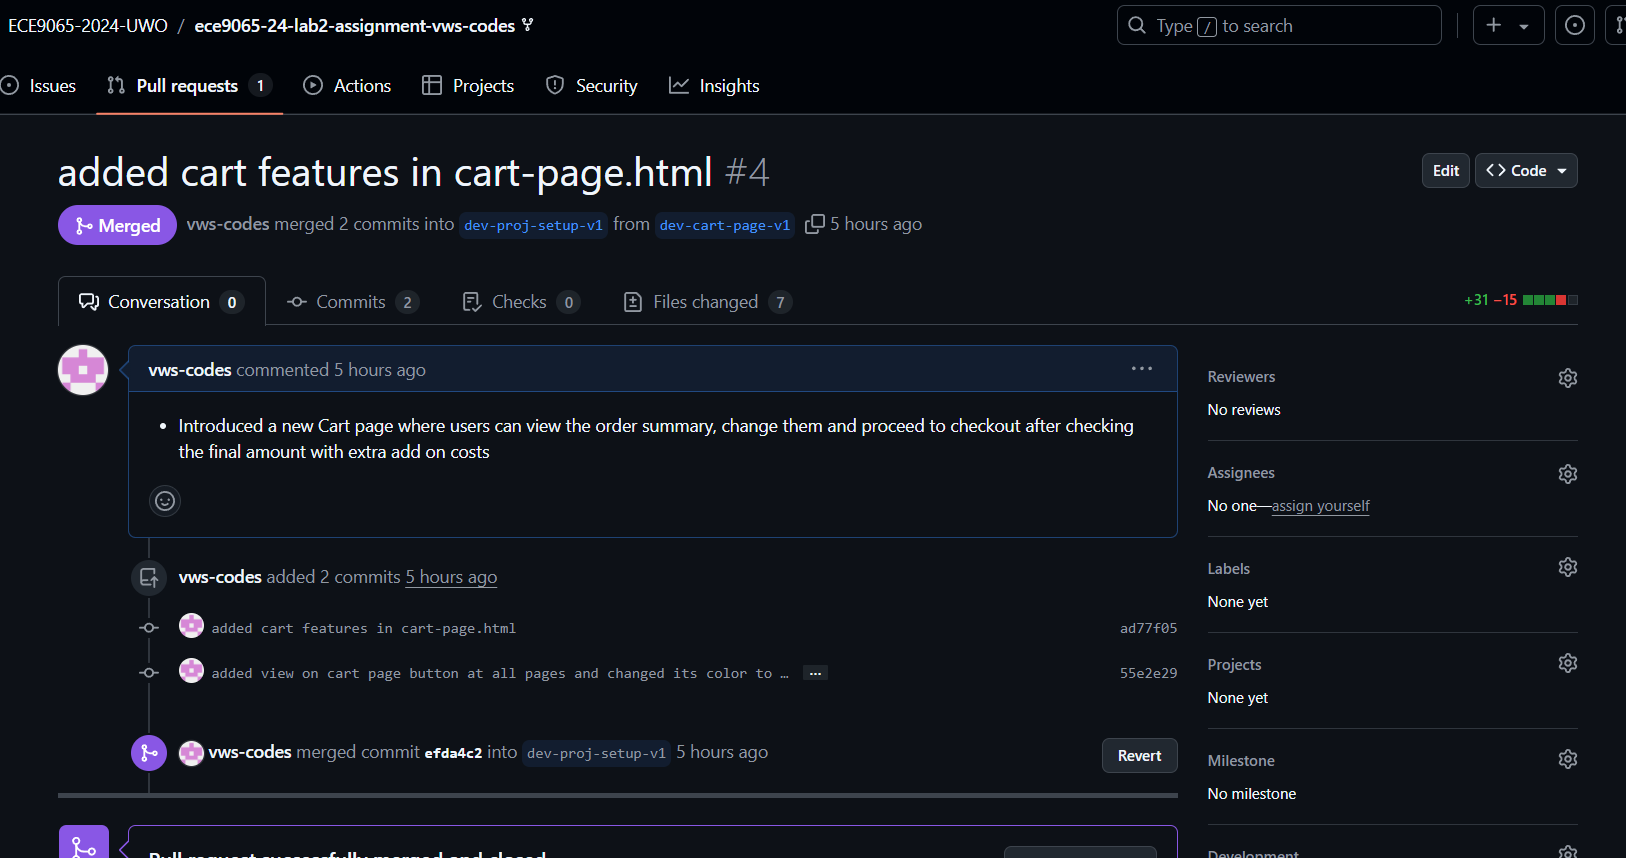 ECE9065-2024-UWO / ece9065-24-lab2-assignment-vws-codes
Type / to search
Issues
Pull requests 1
Actions
Projects
Security
Insights
added cart features in cart-page.html #4
Edit
Code
Merged
vws-codes merged 2 commits into dev-proj-setup-v1 from dev-cart-page-v1 5 hours ago
Conversation 0
Commits 2
Checks 0
Files changed 7
+31 −15
vws-codes commented 5 hours ago
• Introduced a new Cart page where users can view the order summary, change them and proceed to checkout after checking
the final amount with extra add on costs
vws-codes added 2 commits 5 hours ago
added cart features in cart-page.html ad77f05
added view on cart page button at all pages and changed its color to … 55e2e29
vws-codes merged commit efda4c2 into dev-proj-setup-v1 5 hours ago
Revert
Pull request successfully merged and closed
Reviewers
No reviews
Assignees
No one—assign yourself
Labels
None yet
Projects
None yet
Milestone
No milestone
Development